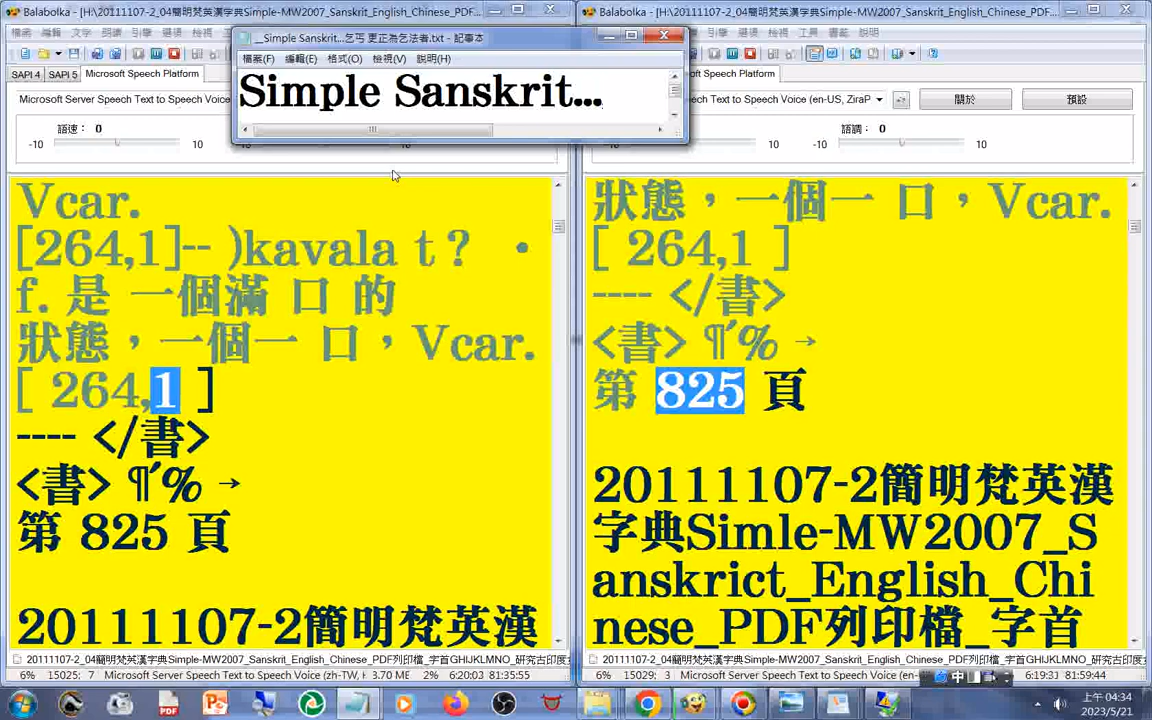 Balabolka - [H:\20111107-2_04簡明梵英漢字典Simple-MW2007_Sanskrit_English_Chinese_PDF...
Balabolka - [H:\20111107-2_04簡明梵英漢字典Simple-MW2007_Sanskrit_English_Chinese_PDF...
__Simple Sanskrit...乞丐 更正為乞法者.txt - 記事本
檔案(F) 編輯(E) 格式(O) 檢視(V) 說明(H)
Simple Sanskrit...
SAPI 4 SAPI 5 Microsoft Speech Platform
Microsoft Server Speech Text to Speech Voice
Text to Speech Voice (en-US, ZiraP
關於
預設
語速： 0
-10 10
語調： 0
-10 10
Vcar.
[264,1]-- )kavala t？ •
f. 是 一個滿 口 的
狀態，一個一 口，Vcar.
[ 264,1 ]
---- </書>
<書> ¶'% →
第 825 頁
20111107-2簡明梵英漢
狀態，一個一 口，Vcar.
[ 264,1 ]
---- </書>
<書> ¶'% →
第 825 頁
20111107-2簡明梵英漢
字典Simle-MW2007_S
anskrict_English_Chi
nese_PDF列印檔_字首
20111107-2_04簡明梵英漢字典Simple-MW2007_Sanskrit_English_Chinese_PDF列印檔_字首GHIJKLMNO_研究古印度
20111107-2_04簡明梵英漢字典Simple-MW2007_Sanskrit_English_Chinese_PDF列印檔_字首GHIJKLMNO_研究古印度
6% 15025: 7 Microsoft Server Speech Text to Speech Voice (zh-TW, 3.70 ME 2% 6:20:03 81:35:55
6% 15029: 3 Microsoft Server Speech Text to Speech Voice 6:19:3 81:59:44
中
上午 04:34
2023/5/21